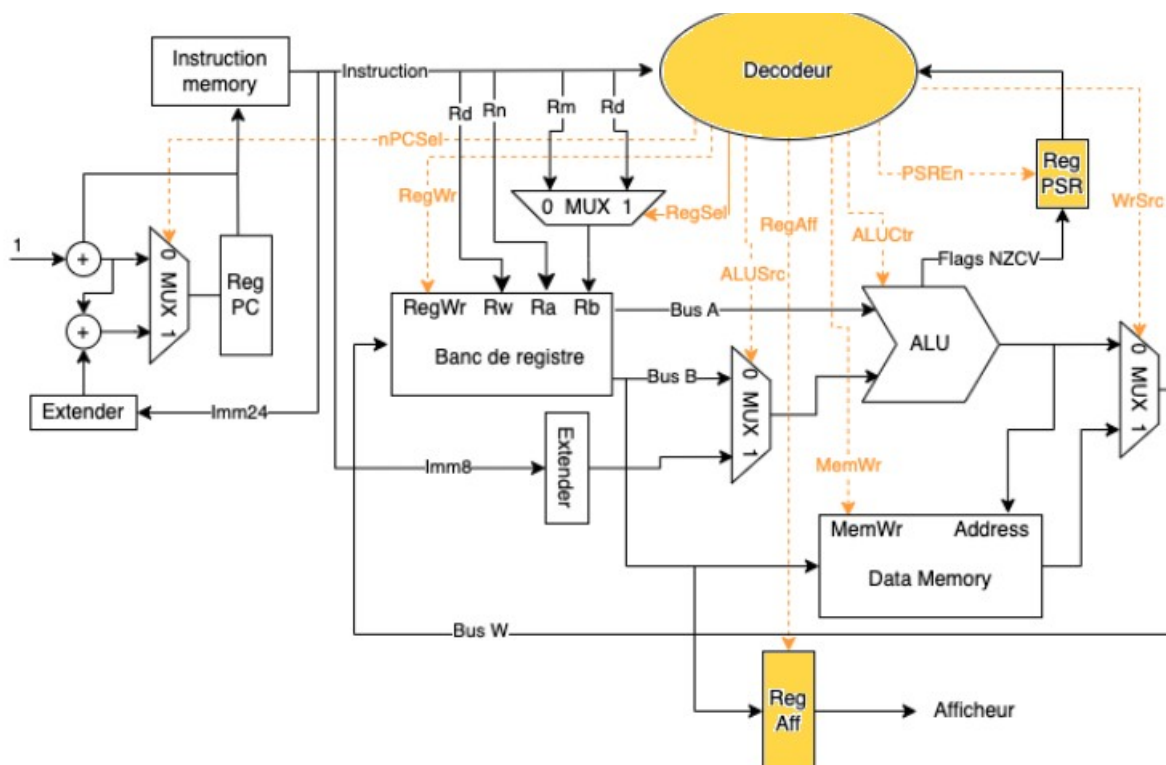 Instruction
memory
Instruction
Decodeur
Rd
Rn
Rm
Rd
nPCSel
RegWr
0 MUX 1
RegSel
RegAff
PSREn
Reg
PSR
WrSrc
1
+
+
0 MUX 1
Reg
PC
ALUSrc
ALUCtr
Flags NZCV
RegWr Rw Ra Rb
Banc de registre
Bus A
Bus B
ALU
0 MUX 1
0 MUX 1
Extender
Imm24
Imm8
Extender
MemWr
MemWr Address
Data Memory
Bus W
Reg
Aff
Afficheur